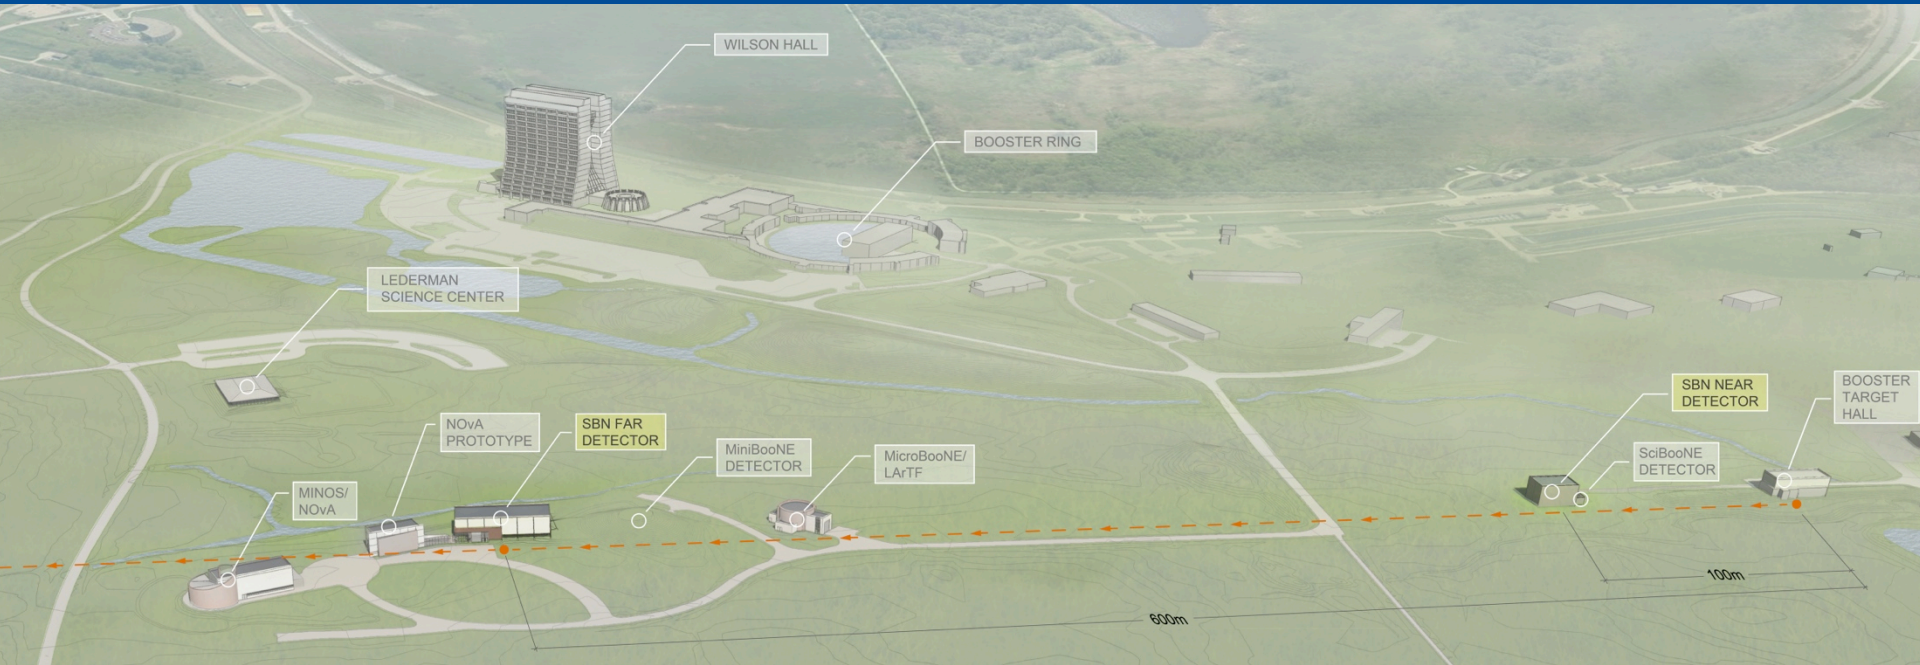 WILSON HALL
BOOSTER RING
LEDERMAN
SCIENCE CENTER
SBN NEAR
DETECTOR
BOOSTER
TARGET
HALL
NOvA
PROTOTYPE
SBN FAR
DETECTOR
MiniBooNE
DETECTOR
MicroBooNE/
LArTF
SciBooNE
DETECTOR
MINOS/
NOvA
100m
600m